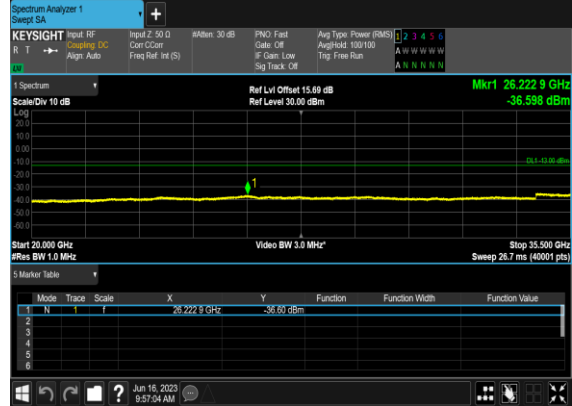 Spectrum Analyzer 1
Swept SA
KEYSIGHT Input: RF Input Z: 50 Ω #Atten: 30 dB PNO: Fast Avg Type: Power (RMS) 1 2 3 4 5 6
R T Coupling: DC Corr CCorr Gate: Off Avg|Hold: 100/100 A W W W W W
Align: Auto Freq Ref: Int (S) IF Gain: Low Trig: Free Run
Sig Track: Off A N N N N N
1 Spectrum Ref Lvl Offset 15.69 dB Mkr1 26.222 9 GHz
Scale/Div 10 dB Ref Level 30.00 dBm -36.598 dBm
Log
20.0
10.0
0.00
-10.0
DL1 -13.00 dBm
-20.0
1
-30.0
-40.0
-50.0
-60.0
Start 20.000 GHz Video BW 3.0 MHz* Stop 35.500 GHz
#Res BW 1.0 MHz Sweep 26.7 ms (40001 pts)
5 Marker Table
Mode Trace Scale X Y Function Function Width Function Value
1 N 1 f 26.222 9 GHz -36.60 dBm
2
3
4
5
6
Jun 16, 2023
9:57:04 AM